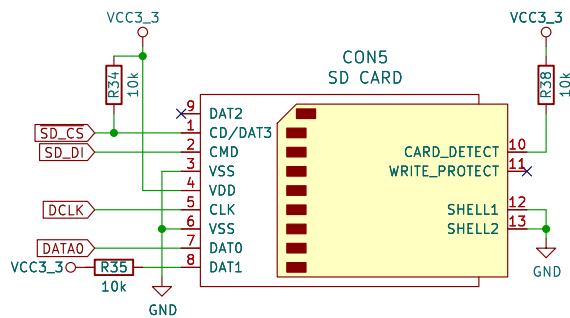 VCC3_3
VCC3_3
CON5
SD CARD
R34
10k
R38
10k
9
DAT2
SD_CS
1
CD/DAT3
SD_DI
2
CMD
CARD_DETECT
10
3
VSS
WRITE_PROTECT
11
4
VDD
DCLK
5
CLK
SHELL1
12
6
VSS
SHELL2
13
DATA0
7
DAT0
VCC3_3
R35
10k
8
DAT1
GND
GND